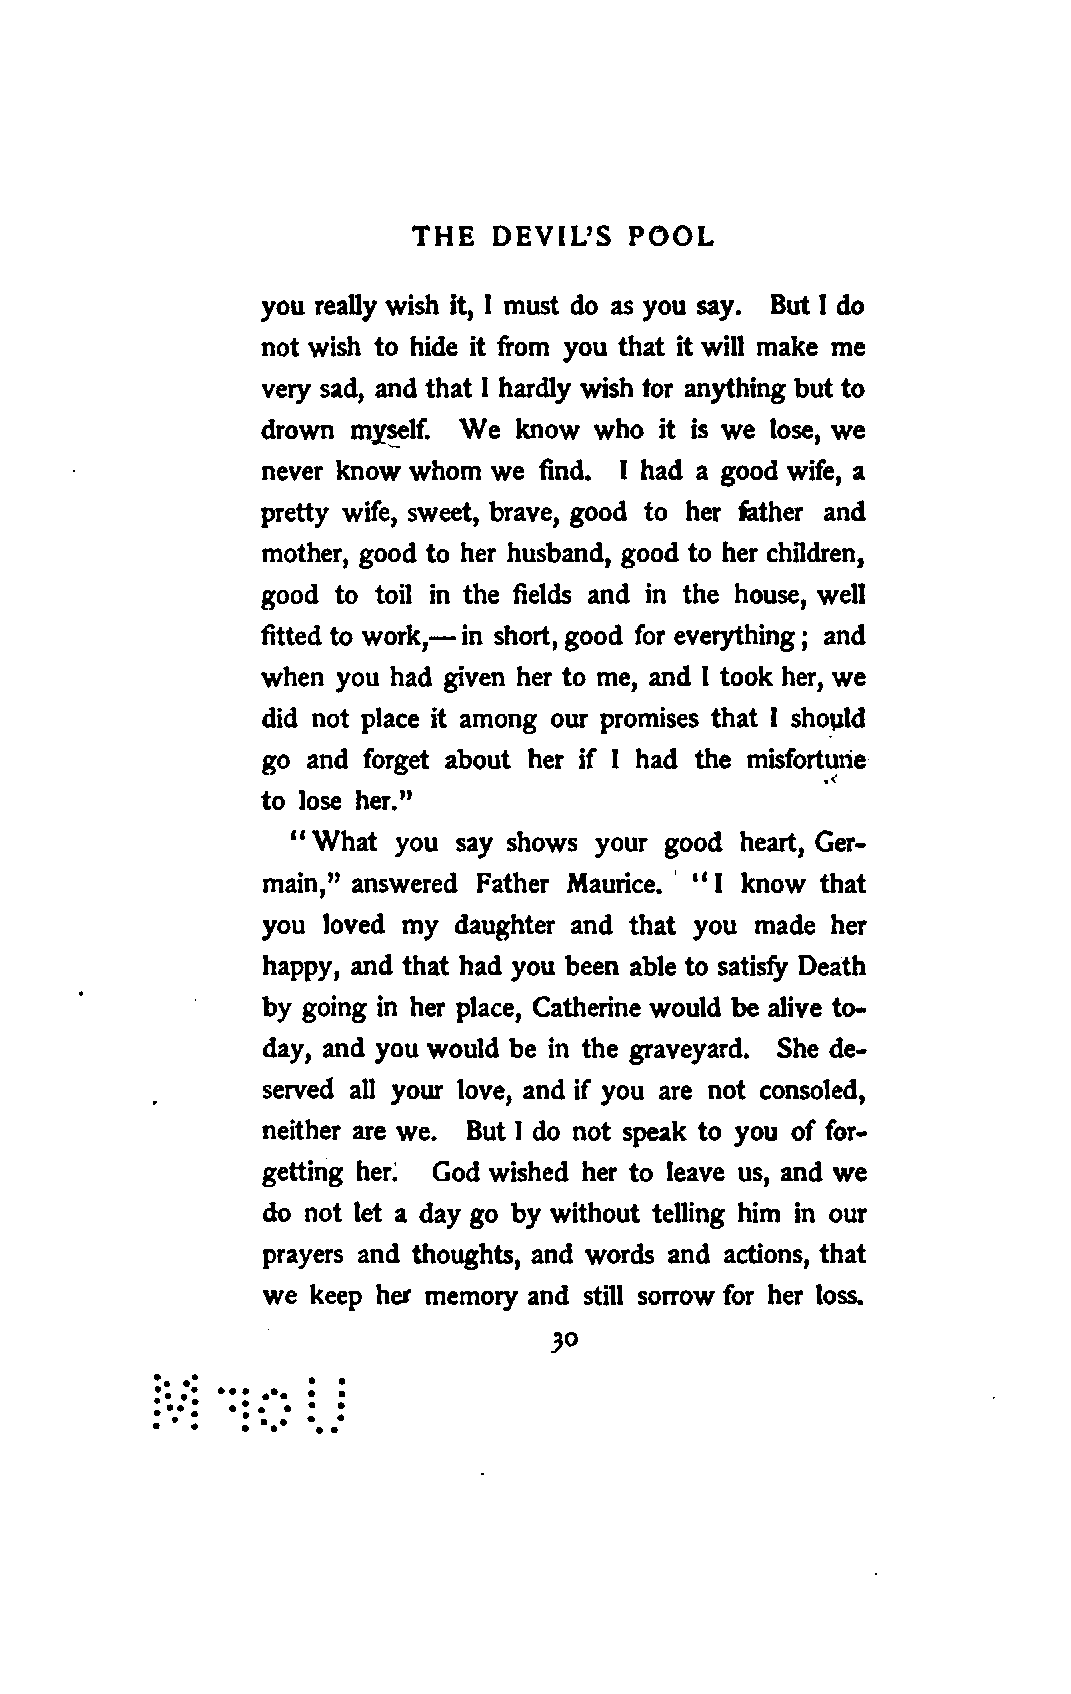 THE DEVIL'S POOL
you really wish it, I must do as you say. But I do
not wish to hide it from you that it will make me
very sad, and that I hardly wish for anything but to
drown myself. We know who it is we lose, we
never know whom we find. I had a good wife, a
pretty wife, sweet, brave, good to her father and
mother, good to her husband, good to her children,
good to toil in the fields and in the house, well
fitted to work,—in short, good for everything; and
when you had given her to me, and I took her, we
did not place it among our promises that I should
go and forget about her if I had the misfortune
to lose her."
"What you say shows your good heart, Ger-
main," answered Father Maurice. "I know that
you loved my daughter and that you made her
happy, and that had you been able to satisfy Death
by going in her place, Catherine would be alive to-
day, and you would be in the graveyard. She de-
served all your love, and if you are not consoled,
neither are we. But I do not speak to you of for-
getting her. God wished her to leave us, and we
do not let a day go by without telling him in our
prayers and thoughts, and words and actions, that
we keep her memory and still sorrow for her loss.
30